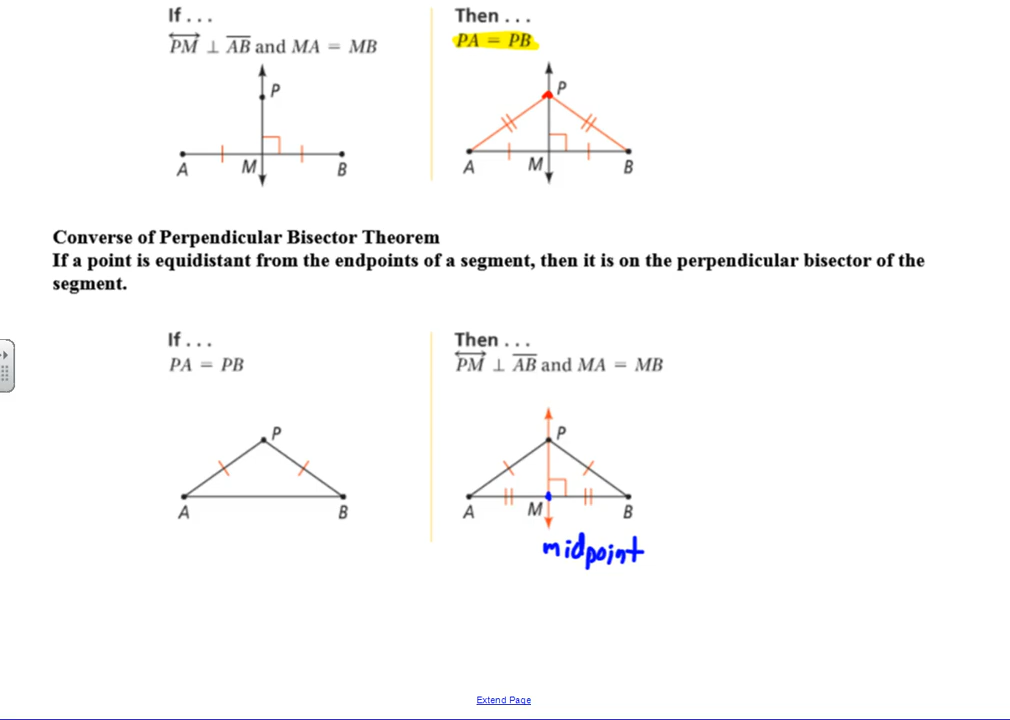 If . . .
Then . . .
PM ⊥ AB and MA = MB
PA = PB
P
P
A
M
B
A
M
B
Converse of Perpendicular Bisector Theorem
If a point is equidistant from the endpoints of a segment, then it is on the perpendicular bisector of the
segment.
If . . .
Then . . .
PA = PB
PM ⊥ AB and MA = MB
P
P
A
B
A
M
B
midpoint
Extend Page